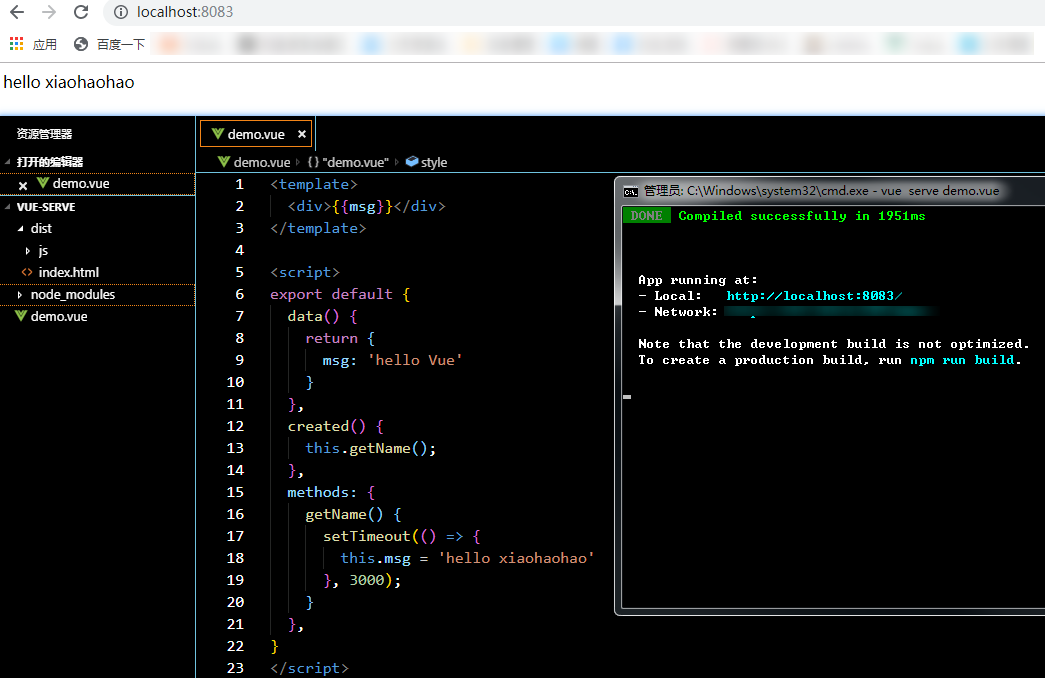 localhost:8083
应用 百度一下
hello xiaohaohao
资源管理器
打开的编辑器
demo.vue
VUE-SERVE
dist
js
index.html
node_modules
demo.vue
demo.vue ×
demo.vue {} "demo.vue" style
1 <template>
2 <div>{{msg}}</div>
3 </template>
4
5 <script>
6 export default {
7 data() {
8 return {
9 msg: 'hello Vue'
10 }
11 },
12 created() {
13 this.getName();
14 },
15 methods: {
16 getName() {
17 setTimeout(() => {
18 this.msg = 'hello xiaohaohao'
19 }, 3000);
20 }
21 },
22 }
23 </script>
管理员: C:\Windows\system32\cmd.exe - vue serve demo.vue
DONE Compiled successfully in 1951ms
App running at:
- Local: http://localhost:8083/
- Network:
Note that the development build is not optimized.
To create a production build, run npm run build.